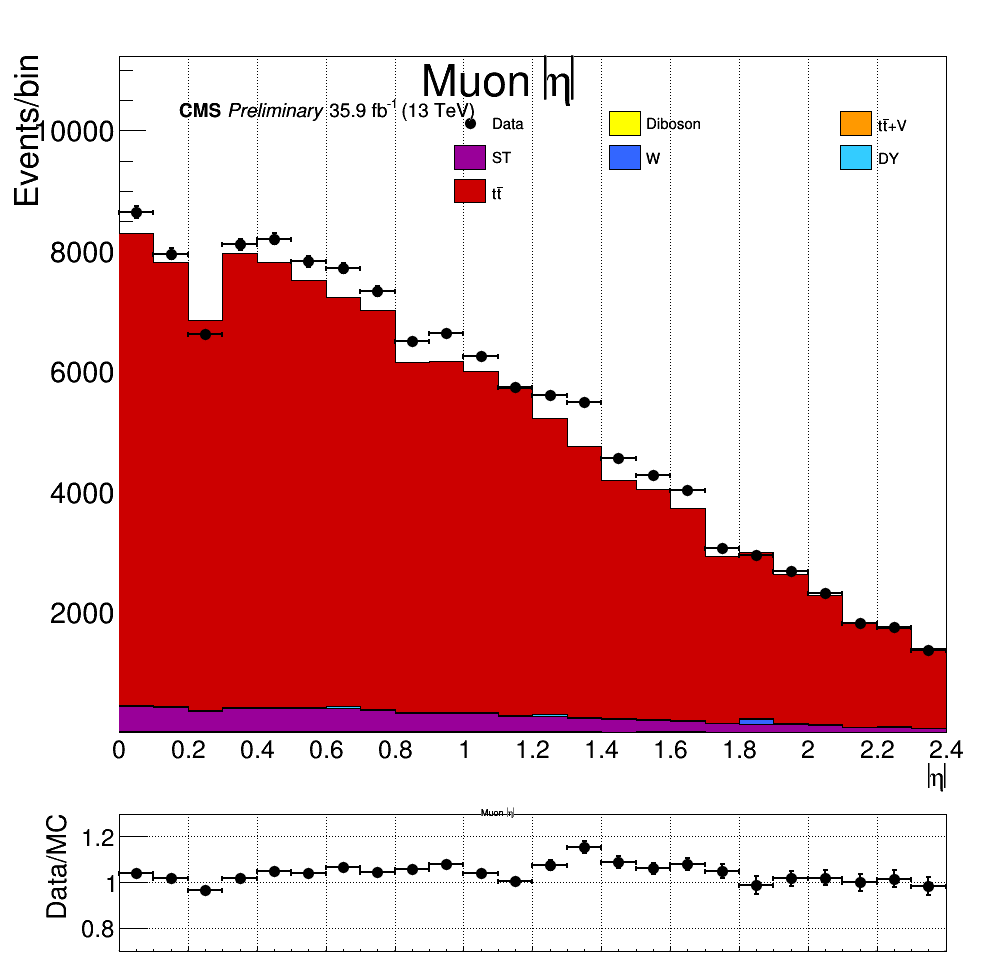 Muon |η|
CMS Preliminary 35.9 fb⁻¹ (13 TeV)
Data
Diboson
tt̄+V
ST
W
DY
tt̄
Events/bin
10000
8000
6000
4000
2000
0 0.2 0.4 0.6 0.8 1 1.2 1.4 1.6 1.8 2 2.2 2.4
|η|
Muon |η|
Data/MC
1.2
1
0.8